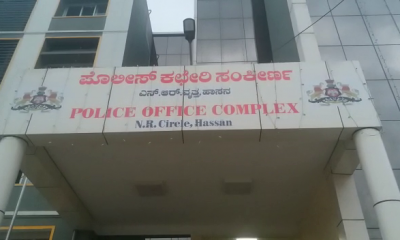 ಪೊಲೀಸ್ ಕಛೇರಿ ಸಂಕೀರ್ಣ
ಎನ್.ಆರ್.ವೃತ್ತ, ಹಾಸನ
POLICE OFFICE COMPLEX
N.R. Circle, Hassan